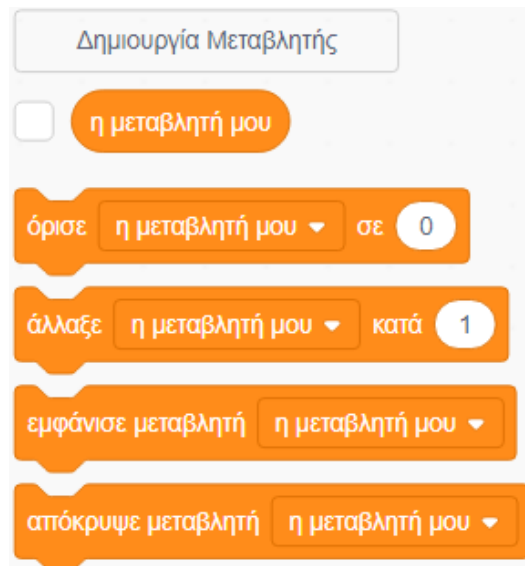 Δημιουργία Μεταβλητής
η μεταβλητή μου
όρισε η μεταβλητή μου σε 0
άλλαξε η μεταβλητή μου κατά 1
εμφάνισε μεταβλητή η μεταβλητή μου
απόκρυψε μεταβλητή η μεταβλητή μου